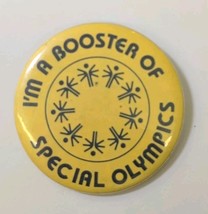 I'M A BOOSTER OF
SPECIAL OLYMPICS